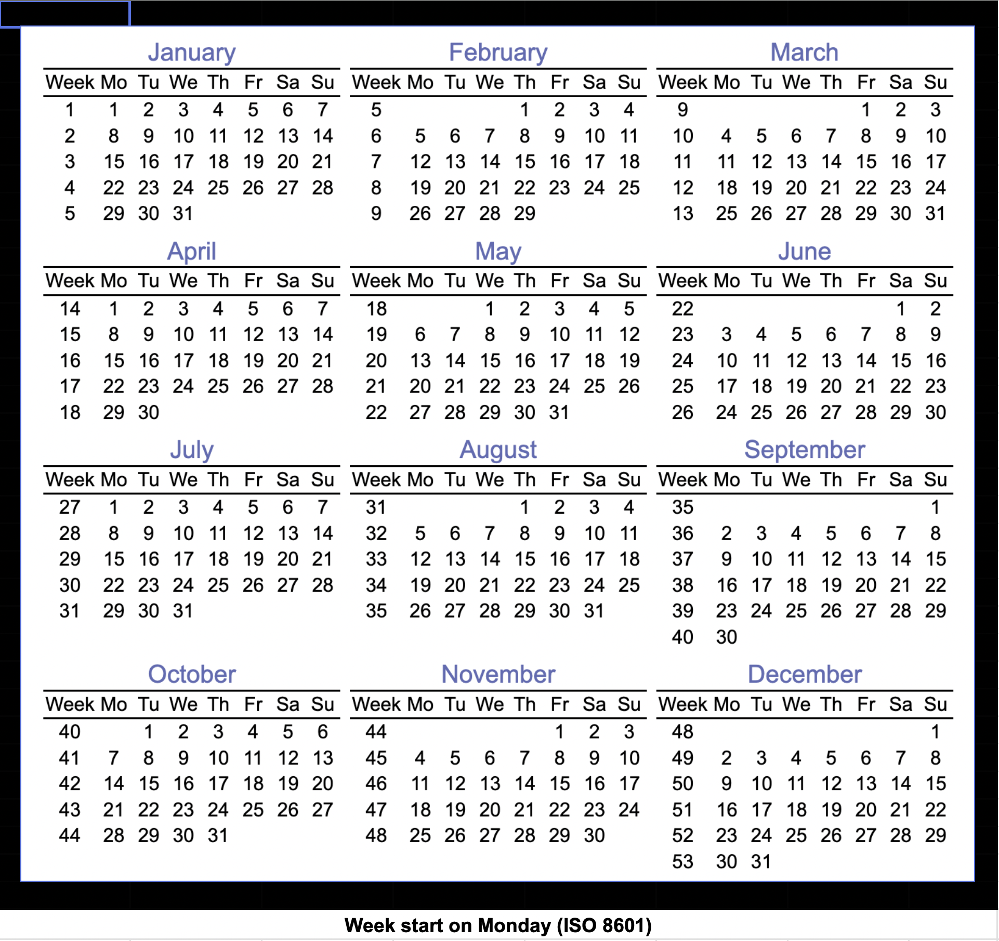 January
Week Mo Tu We Th Fr Sa Su
1 1 2 3 4 5 6 7
2 8 9 10 11 12 13 14
3 15 16 17 18 19 20 21
4 22 23 24 25 26 27 28
5 29 30 31
February
Week Mo Tu We Th Fr Sa Su
5 1 2 3 4
6 5 6 7 8 9 10 11
7 12 13 14 15 16 17 18
8 19 20 21 22 23 24 25
9 26 27 28 29
March
Week Mo Tu We Th Fr Sa Su
9 1 2 3
10 4 5 6 7 8 9 10
11 11 12 13 14 15 16 17
12 18 19 20 21 22 23 24
13 25 26 27 28 29 30 31
April
Week Mo Tu We Th Fr Sa Su
14 1 2 3 4 5 6 7
15 8 9 10 11 12 13 14
16 15 16 17 18 19 20 21
17 22 23 24 25 26 27 28
18 29 30
May
Week Mo Tu We Th Fr Sa Su
18 1 2 3 4 5
19 6 7 8 9 10 11 12
20 13 14 15 16 17 18 19
21 20 21 22 23 24 25 26
22 27 28 29 30 31
June
Week Mo Tu We Th Fr Sa Su
22 1 2
23 3 4 5 6 7 8 9
24 10 11 12 13 14 15 16
25 17 18 19 20 21 22 23
26 24 25 26 27 28 29 30
July
Week Mo Tu We Th Fr Sa Su
27 1 2 3 4 5 6 7
28 8 9 10 11 12 13 14
29 15 16 17 18 19 20 21
30 22 23 24 25 26 27 28
31 29 30 31
August
Week Mo Tu We Th Fr Sa Su
31 1 2 3 4
32 5 6 7 8 9 10 11
33 12 13 14 15 16 17 18
34 19 20 21 22 23 24 25
35 26 27 28 29 30 31
September
Week Mo Tu We Th Fr Sa Su
35 1
36 2 3 4 5 6 7 8
37 9 10 11 12 13 14 15
38 16 17 18 19 20 21 22
39 23 24 25 26 27 28 29
40 30
October
Week Mo Tu We Th Fr Sa Su
40 1 2 3 4 5 6
41 7 8 9 10 11 12 13
42 14 15 16 17 18 19 20
43 21 22 23 24 25 26 27
44 28 29 30 31
November
Week Mo Tu We Th Fr Sa Su
44 1 2 3
45 4 5 6 7 8 9 10
46 11 12 13 14 15 16 17
47 18 19 20 21 22 23 24
48 25 26 27 28 29 30
December
Week Mo Tu We Th Fr Sa Su
48 1
49 2 3 4 5 6 7 8
50 9 10 11 12 13 14 15
51 16 17 18 19 20 21 22
52 23 24 25 26 27 28 29
53 30 31
Week start on Monday (ISO 8601)